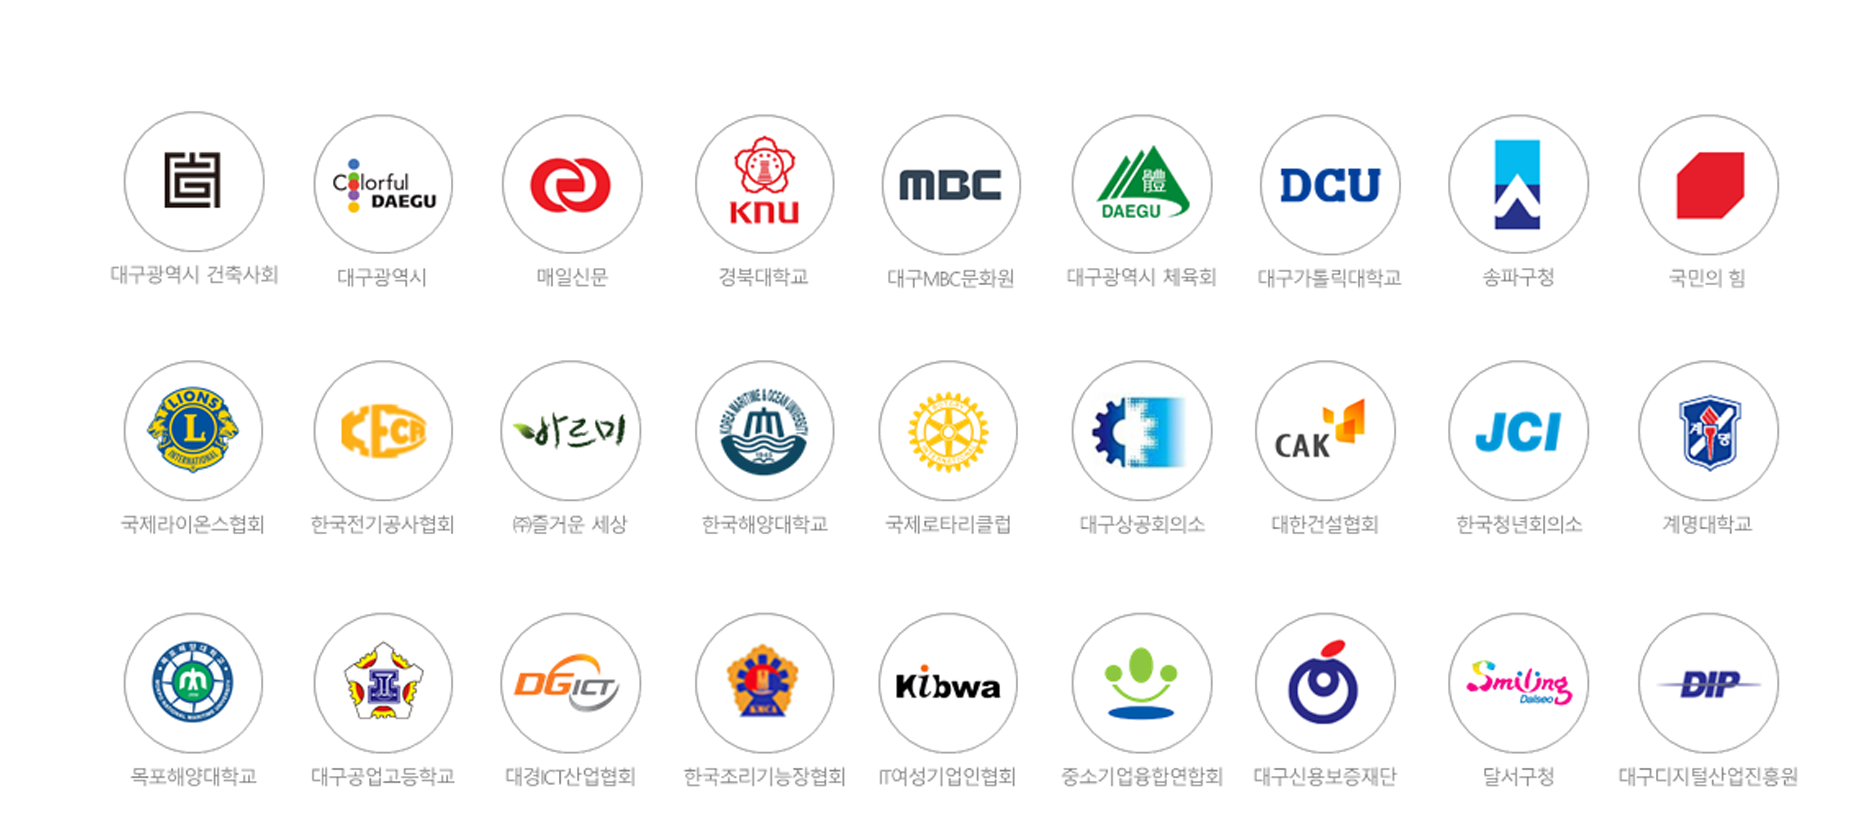 Colorful
DAEGU
KNU
MBC
體
DAEGU
DCU
대구광역시 건축사회
대구광역시
매일신문
경북대학교
대구MBC문화원
대구광역시 체육회
대구가톨릭대학교
송파구청
국민의 힘
LIONS
L
INTERNATIONAL
KECA
바르미
KOREA MARITIME & OCEAN UNIVERSITY
1945
ROTARY
INTERNATIONAL
CAK
JCI
계명
국제라이온스협회
한국전기공사협회
㈜즐거운 세상
한국해양대학교
국제로타리클럽
대구상공회의소
대한건설협회
한국청년회의소
계명대학교
목포해양대학교
MOKPO NATIONAL MARITIME UNIVERSITY
DGICT
KMCA
Kibwa
Smiling
Dalseo
DIP
목포해양대학교
대구공업고등학교
대경ICT산업협회
한국조리기능장협회
IT여성기업인협회
중소기업융합연합회
대구신용보증재단
달서구청
대구디지털산업진흥원